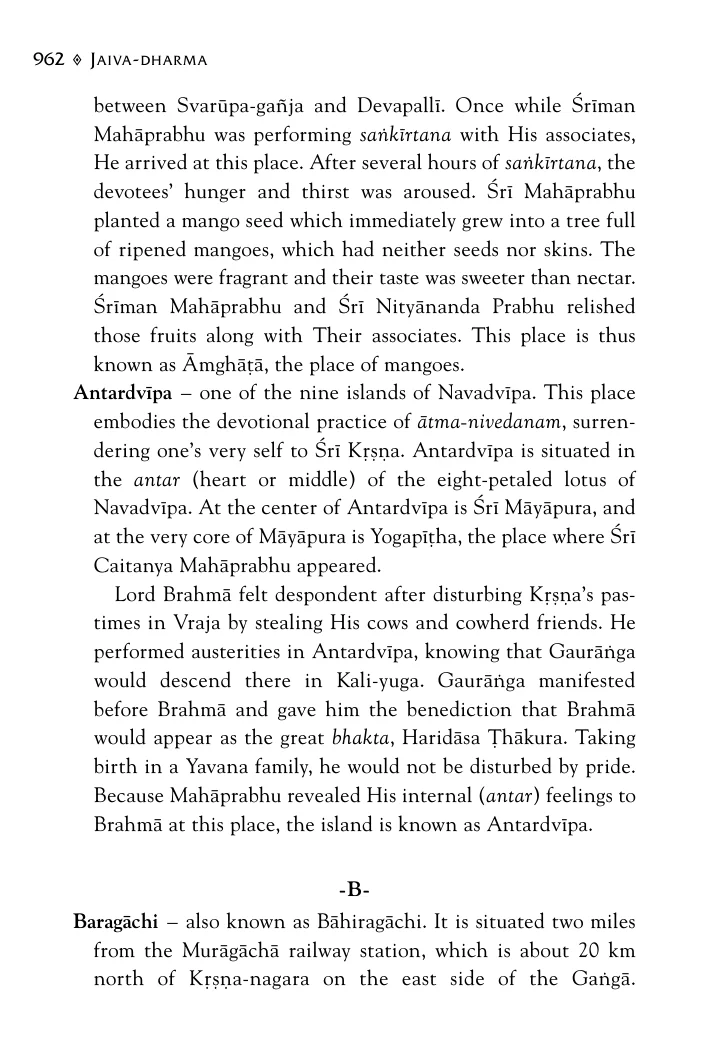 962 ◈ Jaiva-dharma
between Svarūpa-gañja and Devapallī. Once while Śrīman
Mahāprabhu was performing saṅkīrtana with His associates,
He arrived at this place. After several hours of saṅkīrtana, the
devotees’ hunger and thirst was aroused. Śrī Mahāprabhu
planted a mango seed which immediately grew into a tree full
of ripened mangoes, which had neither seeds nor skins. The
mangoes were fragrant and their taste was sweeter than nectar.
Śrīman Mahāprabhu and Śrī Nityānanda Prabhu relished
those fruits along with Their associates. This place is thus
known as Āmghāṭā, the place of mangoes.
Antardvīpa – one of the nine islands of Navadvīpa. This place
embodies the devotional practice of ātma-nivedanam, surren-
dering one’s very self to Śrī Kṛṣṇa. Antardvīpa is situated in
the antar (heart or middle) of the eight-petaled lotus of
Navadvīpa. At the center of Antardvīpa is Śrī Māyāpura, and
at the very core of Māyāpura is Yogapīṭha, the place where Śrī
Caitanya Mahāprabhu appeared.
Lord Brahmā felt despondent after disturbing Kṛṣṇa’s pas-
times in Vraja by stealing His cows and cowherd friends. He
performed austerities in Antardvīpa, knowing that Gaurāṅga
would descend there in Kali-yuga. Gaurāṅga manifested
before Brahmā and gave him the benediction that Brahmā
would appear as the great bhakta, Haridāsa Ṭhākura. Taking
birth in a Yavana family, he would not be disturbed by pride.
Because Mahāprabhu revealed His internal (antar) feelings to
Brahmā at this place, the island is known as Antardvīpa.
-B-
Baragāchi – also known as Bāhiragāchi. It is situated two miles
from the Murāgāchā railway station, which is about 20 km
north of Kṛṣṇa-nagara on the east side of the Gaṅgā.